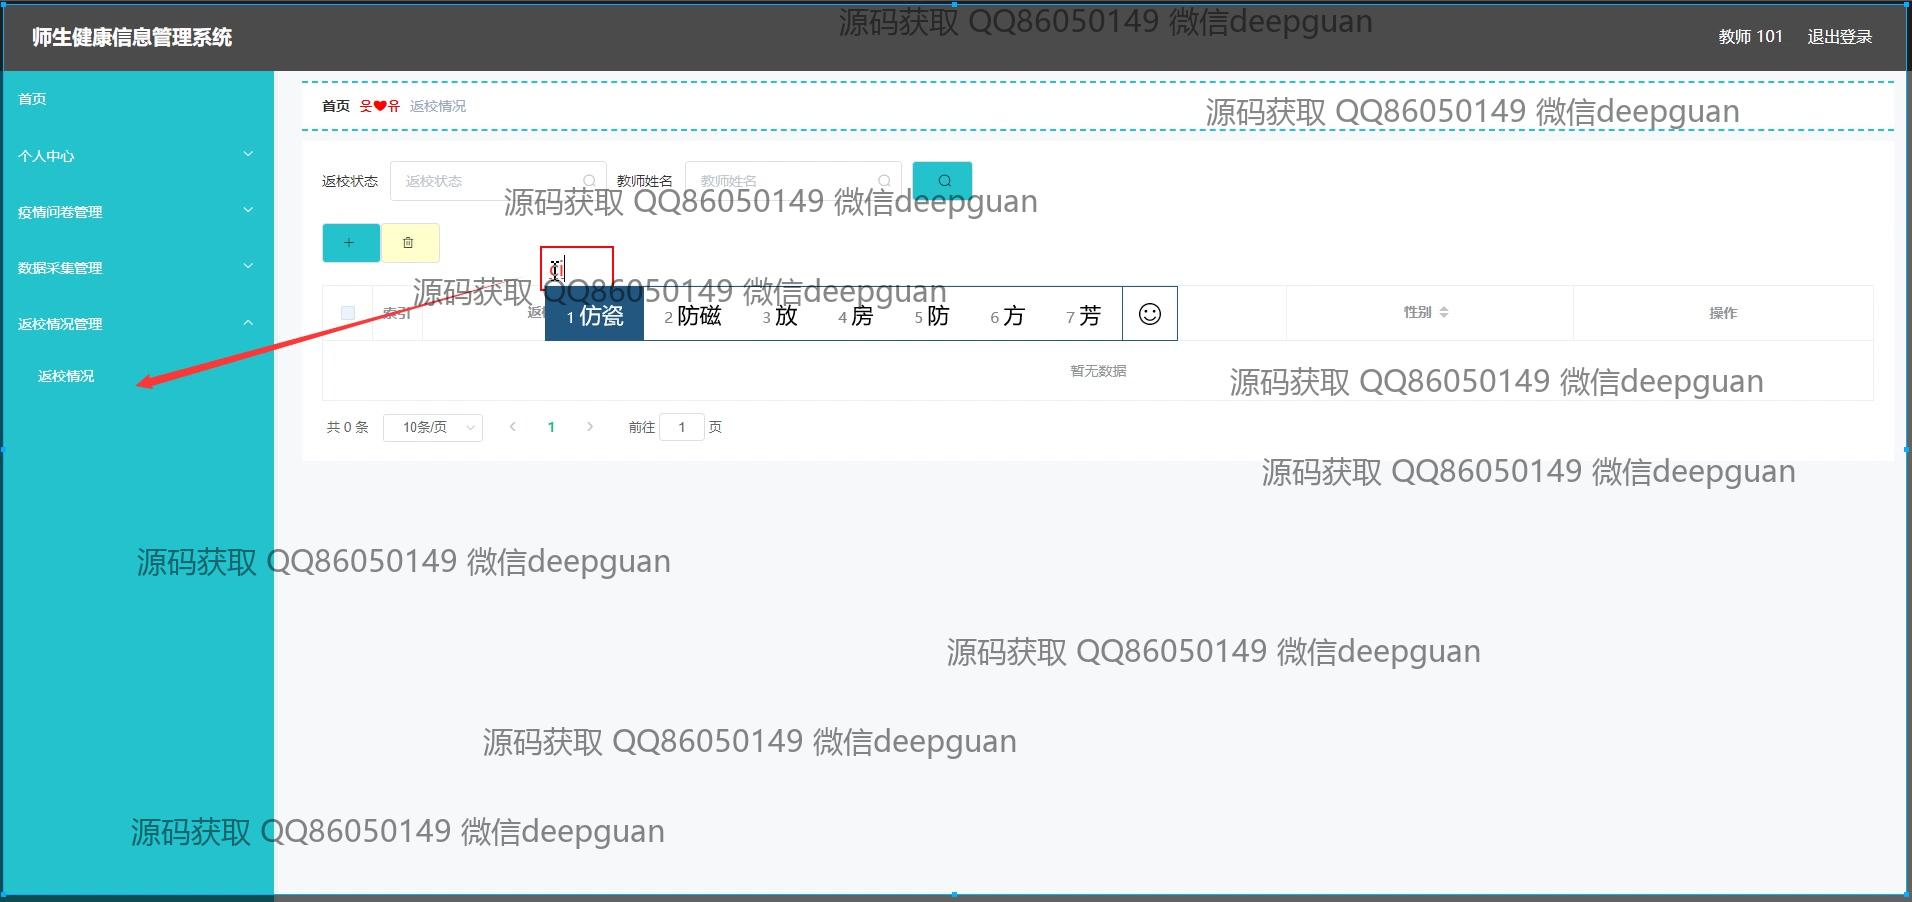 源码获取 QQ86050149 微信deepguan
师生健康信息管理系统
教师 101 退出登录
首页
首页 웃❤유 返校情况
源码获取 QQ86050149 微信deepguan
个人中心
返校状态 返校状态 教师姓名 教师姓名
源码获取 QQ86050149 微信deepguan
疫情问卷管理
数据采集管理
源码获取 QQ86050149 微信deepguan
索引 返校
1 仿瓷 2 防磁 3 放 4 房 5 防 6 方 7 芳
性别 操作
返校情况管理
暂无数据
返校情况
源码获取 QQ86050149 微信deepguan
共 0 条 10条/页 1 前往 1 页
源码获取 QQ86050149 微信deepguan
源码获取 QQ86050149 微信deepguan
源码获取 QQ86050149 微信deepguan
源码获取 QQ86050149 微信deepguan
源码获取 QQ86050149 微信deepguan